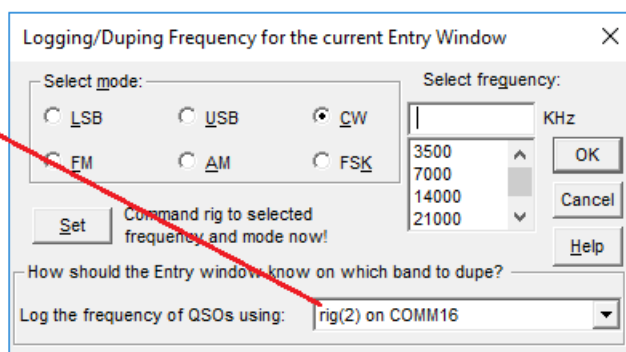 Logging/Duping Frequency for the current Entry Window
Select mode:
LSB USB CW
FM AM FSK
Select freguency:
KHz
3500
7000
14000
21000
OK
Cancel
Help
Set
Command rig to selected
frequency and mode now!
How should the Entry window know on which band to dupe?
Log the frequency of QSOs using: rig(2) on COMM16